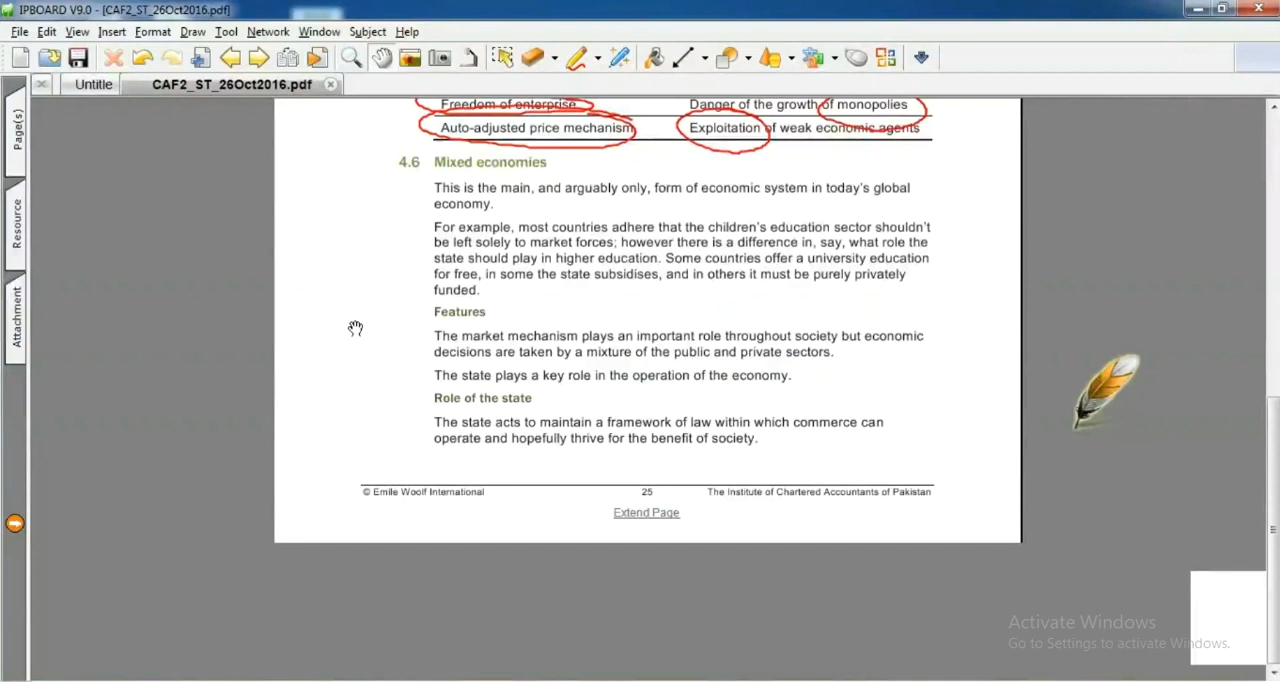 IPBOARD V9.0 - [CAF2_ST_26Oct2016.pdf]
File Edit View Insert Format Draw Tool Network Window Subject Help
Untitle CAF2_ST_26Oct2016.pdf
Page(s)
Resource
Attachment
Freedom of enterprise Danger of the growth of monopolies
Auto-adjusted price mechanism Exploitation of weak economic agents
4.6 Mixed economies
This is the main, and arguably only, form of economic system in today's global
economy.
For example, most countries adhere that the children's education sector shouldn't
be left solely to market forces; however there is a difference in, say, what role the
state should play in higher education. Some countries offer a university education
for free, in some the state subsidises, and in others it must be purely privately
funded.
Features
The market mechanism plays an important role throughout society but economic
decisions are taken by a mixture of the public and private sectors.
The state plays a key role in the operation of the economy.
Role of the state
The state acts to maintain a framework of law within which commerce can
operate and hopefully thrive for the benefit of society.
© Emile Woolf International 25 The Institute of Chartered Accountants of Pakistan
Extend Page
Activate Windows
Go to Settings to activate Windows.